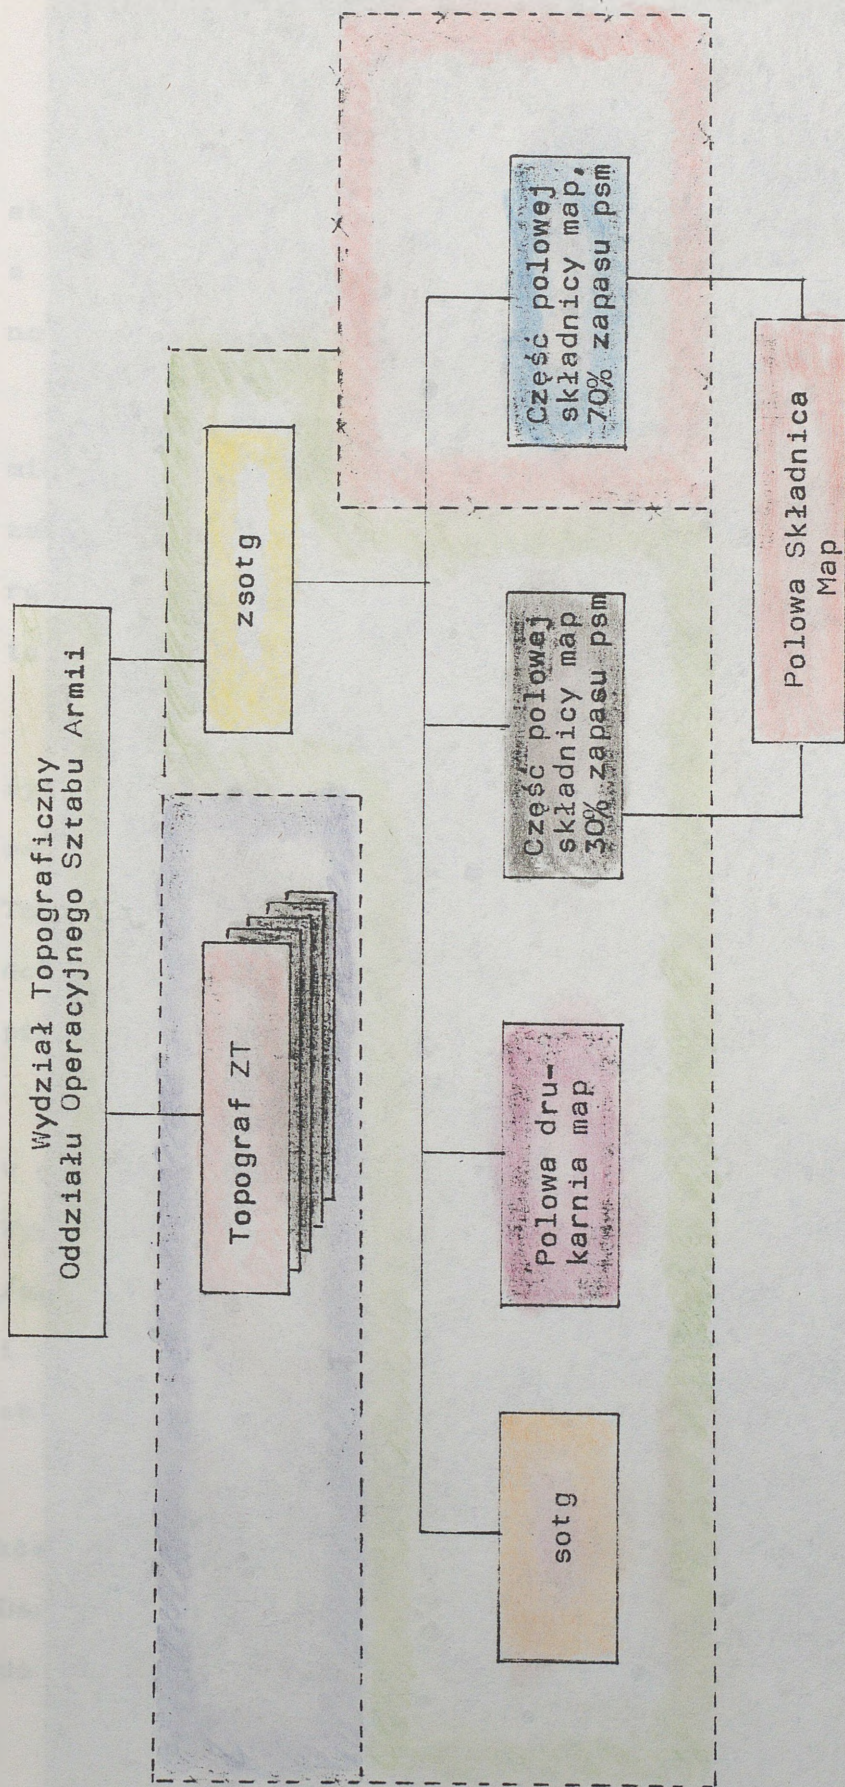 Wydział Topograficzny
Oddziału Operacyjnego Sztabu Armii
Topograf ZT
zsotg
sotg
Polowa dru-
karnia map
Część polowej
składnicy map
30% zapasu psm
Część polowej
składnicy map,
70% zapasu psm
Polowa Składnica
Map